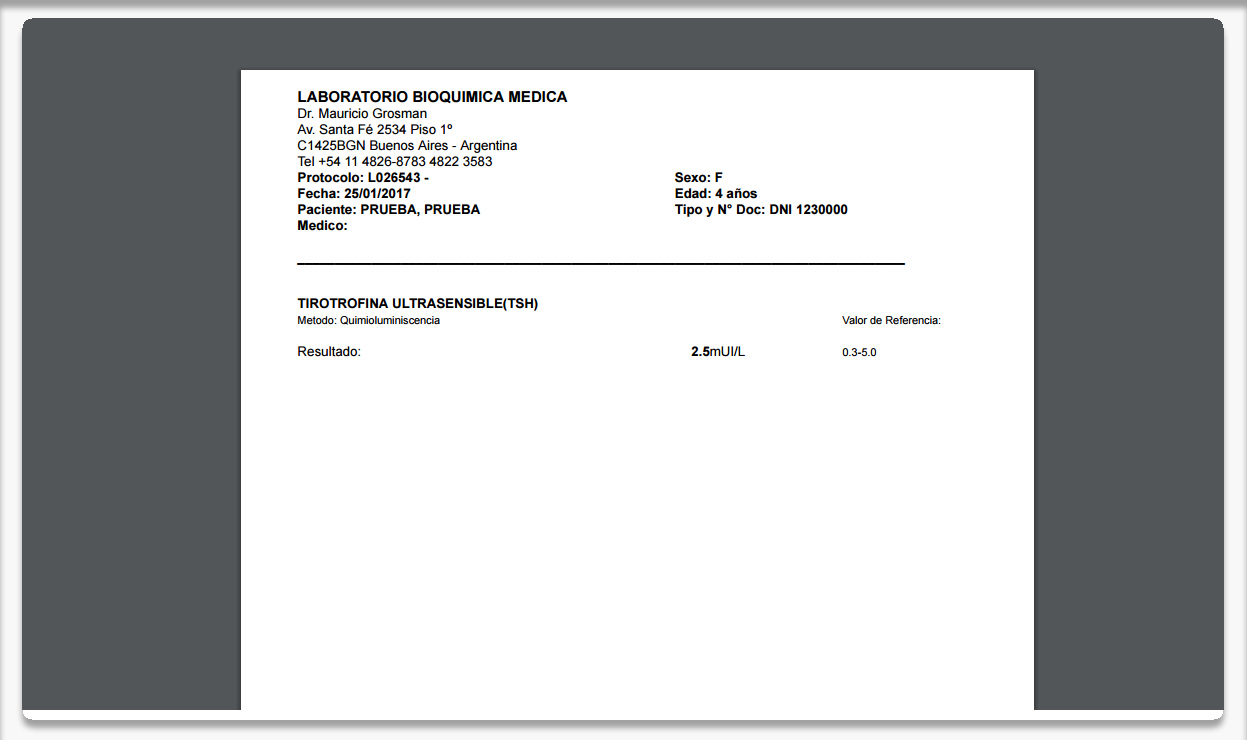 LABORATORIO BIOQUIMICA MEDICA
Dr. Mauricio Grosman
Av. Santa Fé 2534 Piso 1º
C1425BGN Buenos Aires - Argentina
Tel +54 11 4826-8783 4822 3583
Protocolo: L026543 - Sexo: F
Fecha: 25/01/2017 Edad: 4 años
Paciente: PRUEBA, PRUEBA Tipo y Nº Doc: DNI 1230000
Medico:
TIROTROFINA ULTRASENSIBLE(TSH)
Metodo: Quimioluminiscencia Valor de Referencia:
Resultado: 2.5mUI/L 0.3-5.0